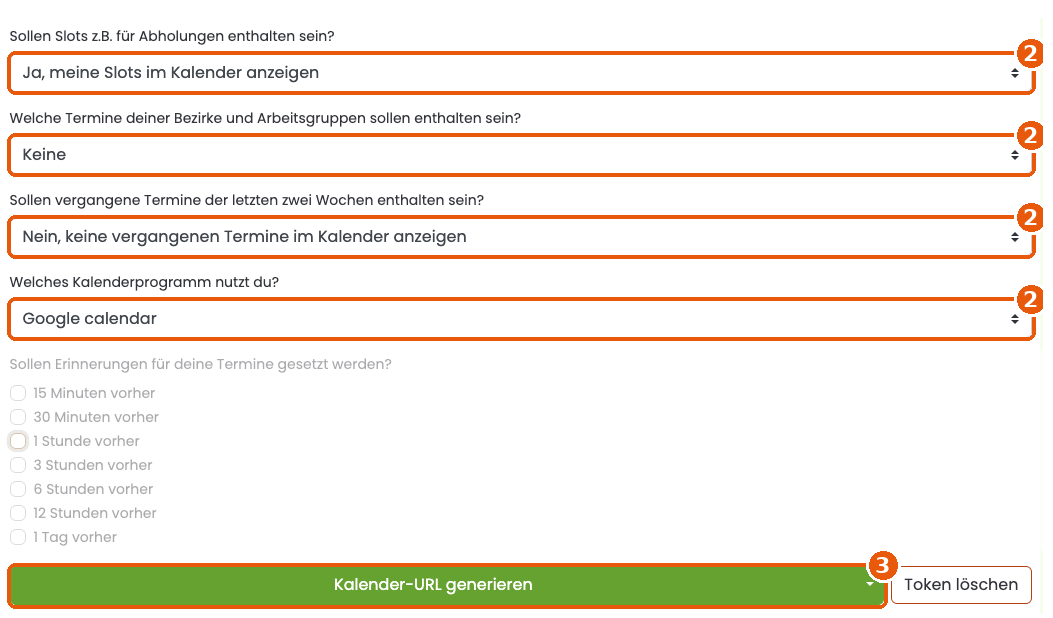 Sollen Slots z.B. für Abholungen enthalten sein?
2
Ja, meine Slots im Kalender anzeigen
Welche Termine deiner Bezirke und Arbeitsgruppen sollen enthalten sein?
2
Keine
Sollen vergangene Termine der letzten zwei Wochen enthalten sein?
2
Nein, keine vergangenen Termine im Kalender anzeigen
Welches Kalenderprogramm nutzt du?
2
Google calendar
Sollen Erinnerungen für deine Termine gesetzt werden?
15 Minuten vorher
30 Minuten vorher
1 Stunde vorher
3 Stunden vorher
6 Stunden vorher
12 Stunden vorher
1 Tag vorher
3
Kalender-URL generieren
Token löschen